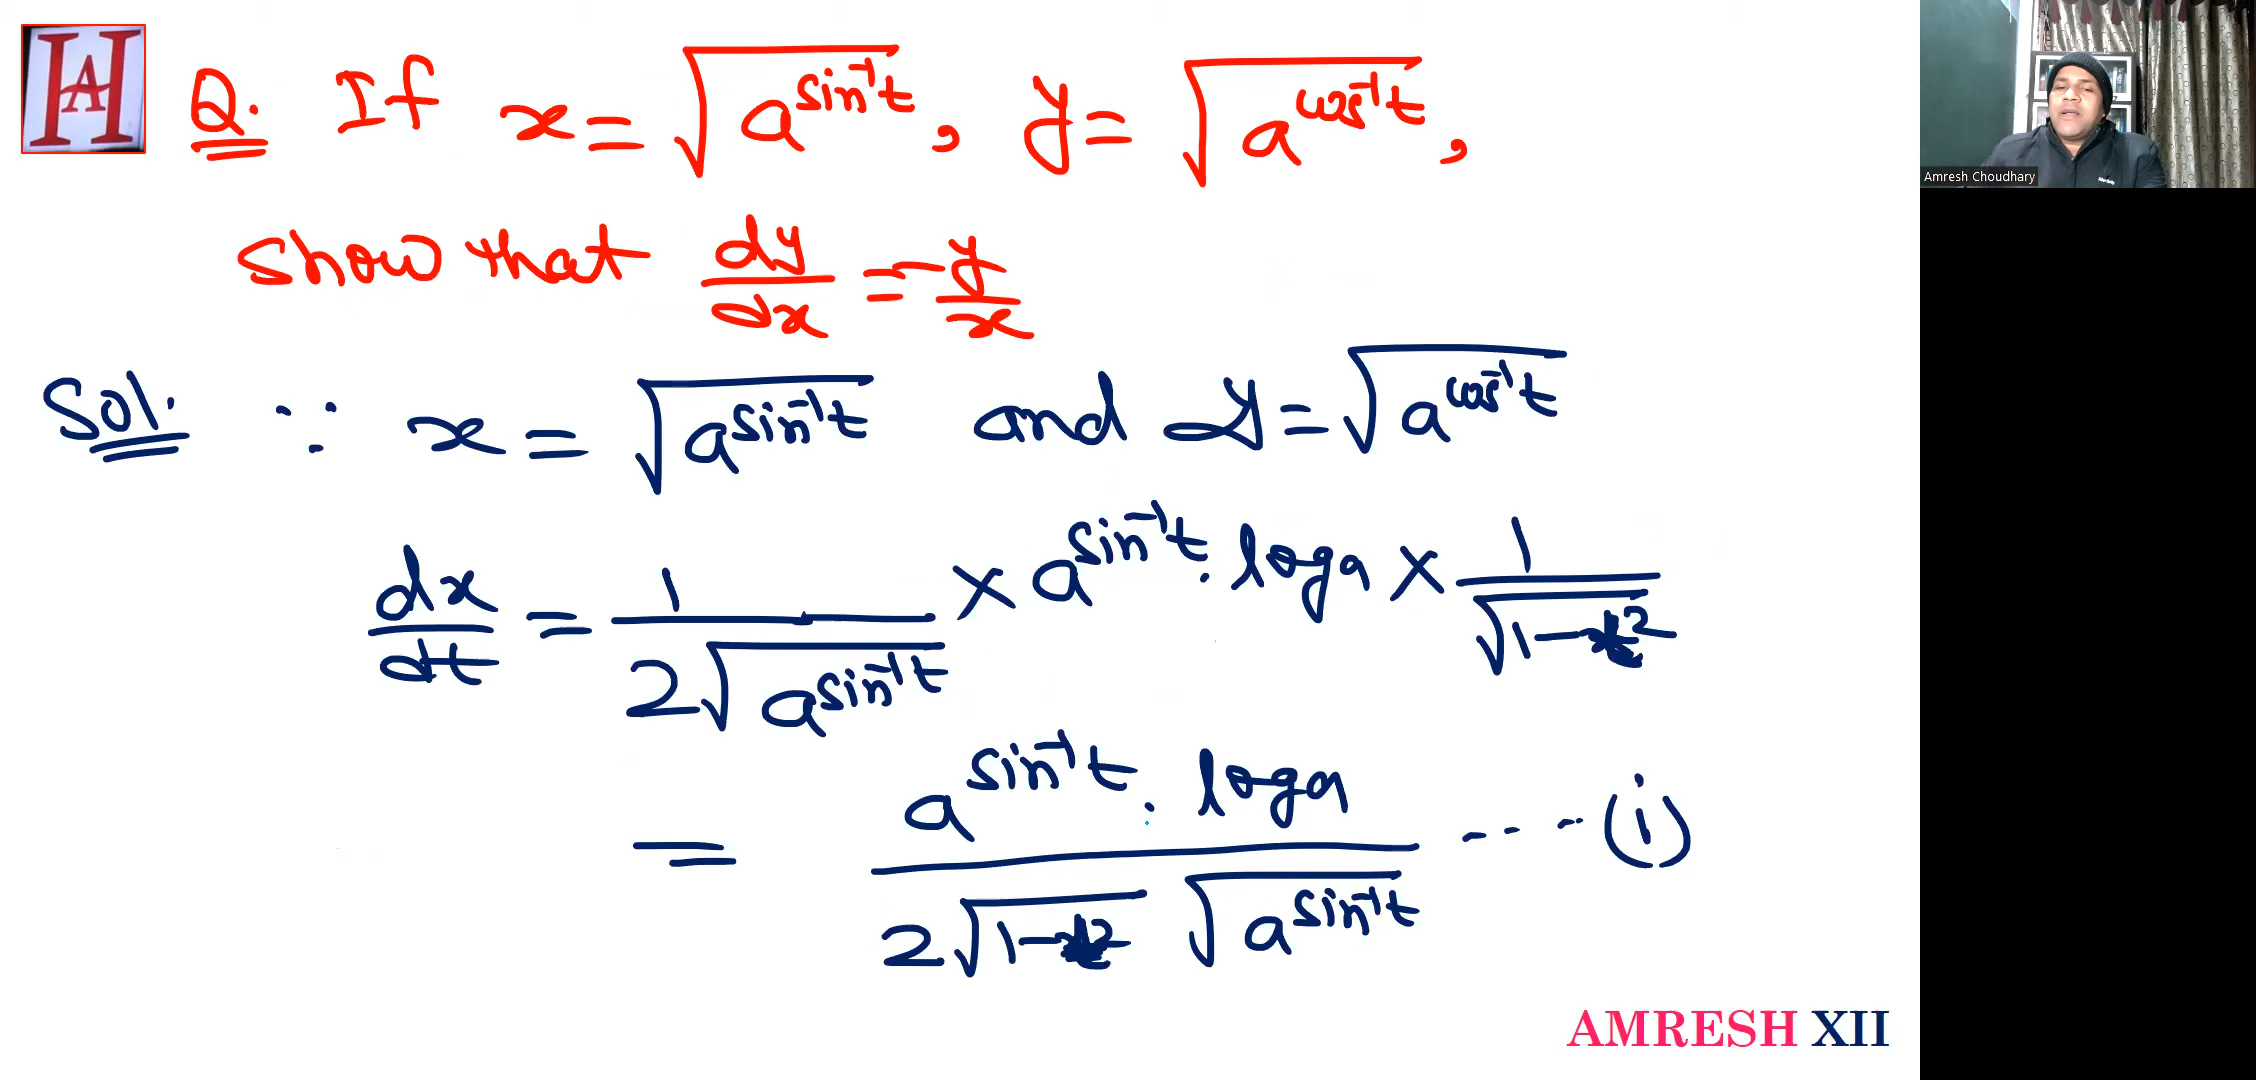 HA
Q. If x = √(a^(sin⁻¹t)), y = √(a^(cos⁻¹t)),
show that dy/dx = -y/x
Sol. ∵ x = √(a^(sin⁻¹t)) and y = √(a^(cos⁻¹t))
dx/dt = 1/(2√(a^(sin⁻¹t))) × a^(sin⁻¹t) . log a × 1/√(1-t²)
= (a^(sin⁻¹t) . log a)/(2√(1-t²) √(a^(sin⁻¹t))) ---- (i)
AMRESH XII
Amresh Choudhary